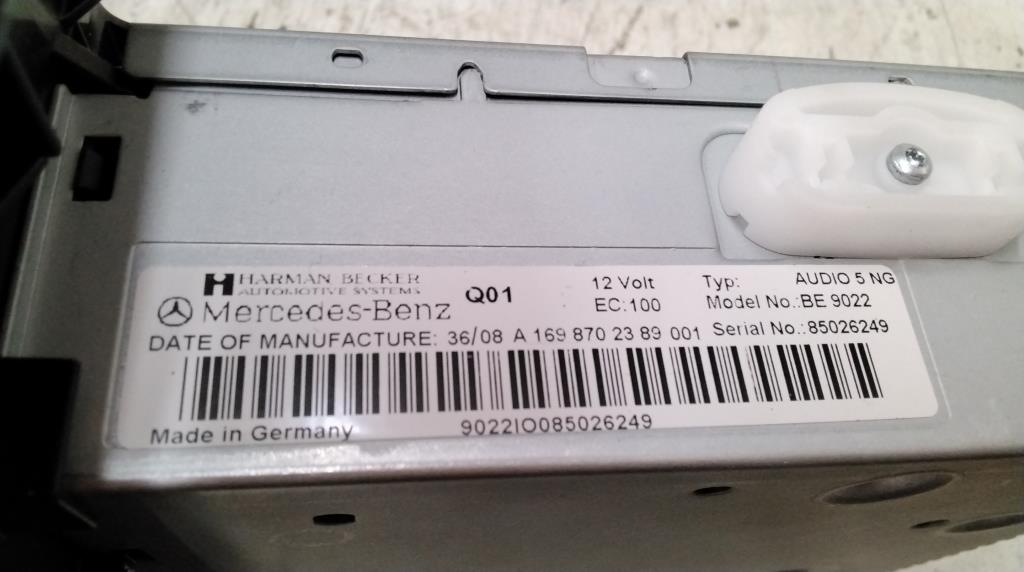 HARMAN BECKER
AUTOMOTIVE SYSTEMS
Mercedes-Benz
Q01
12 Volt
EC:100
Typ: AUDIO 5 NG
Model No.:BE 9022
Serial No.:85026249
DATE OF MANUFACTURE: 36/08 A 169 870 23 89 001
Made in Germany
9022IO085026249